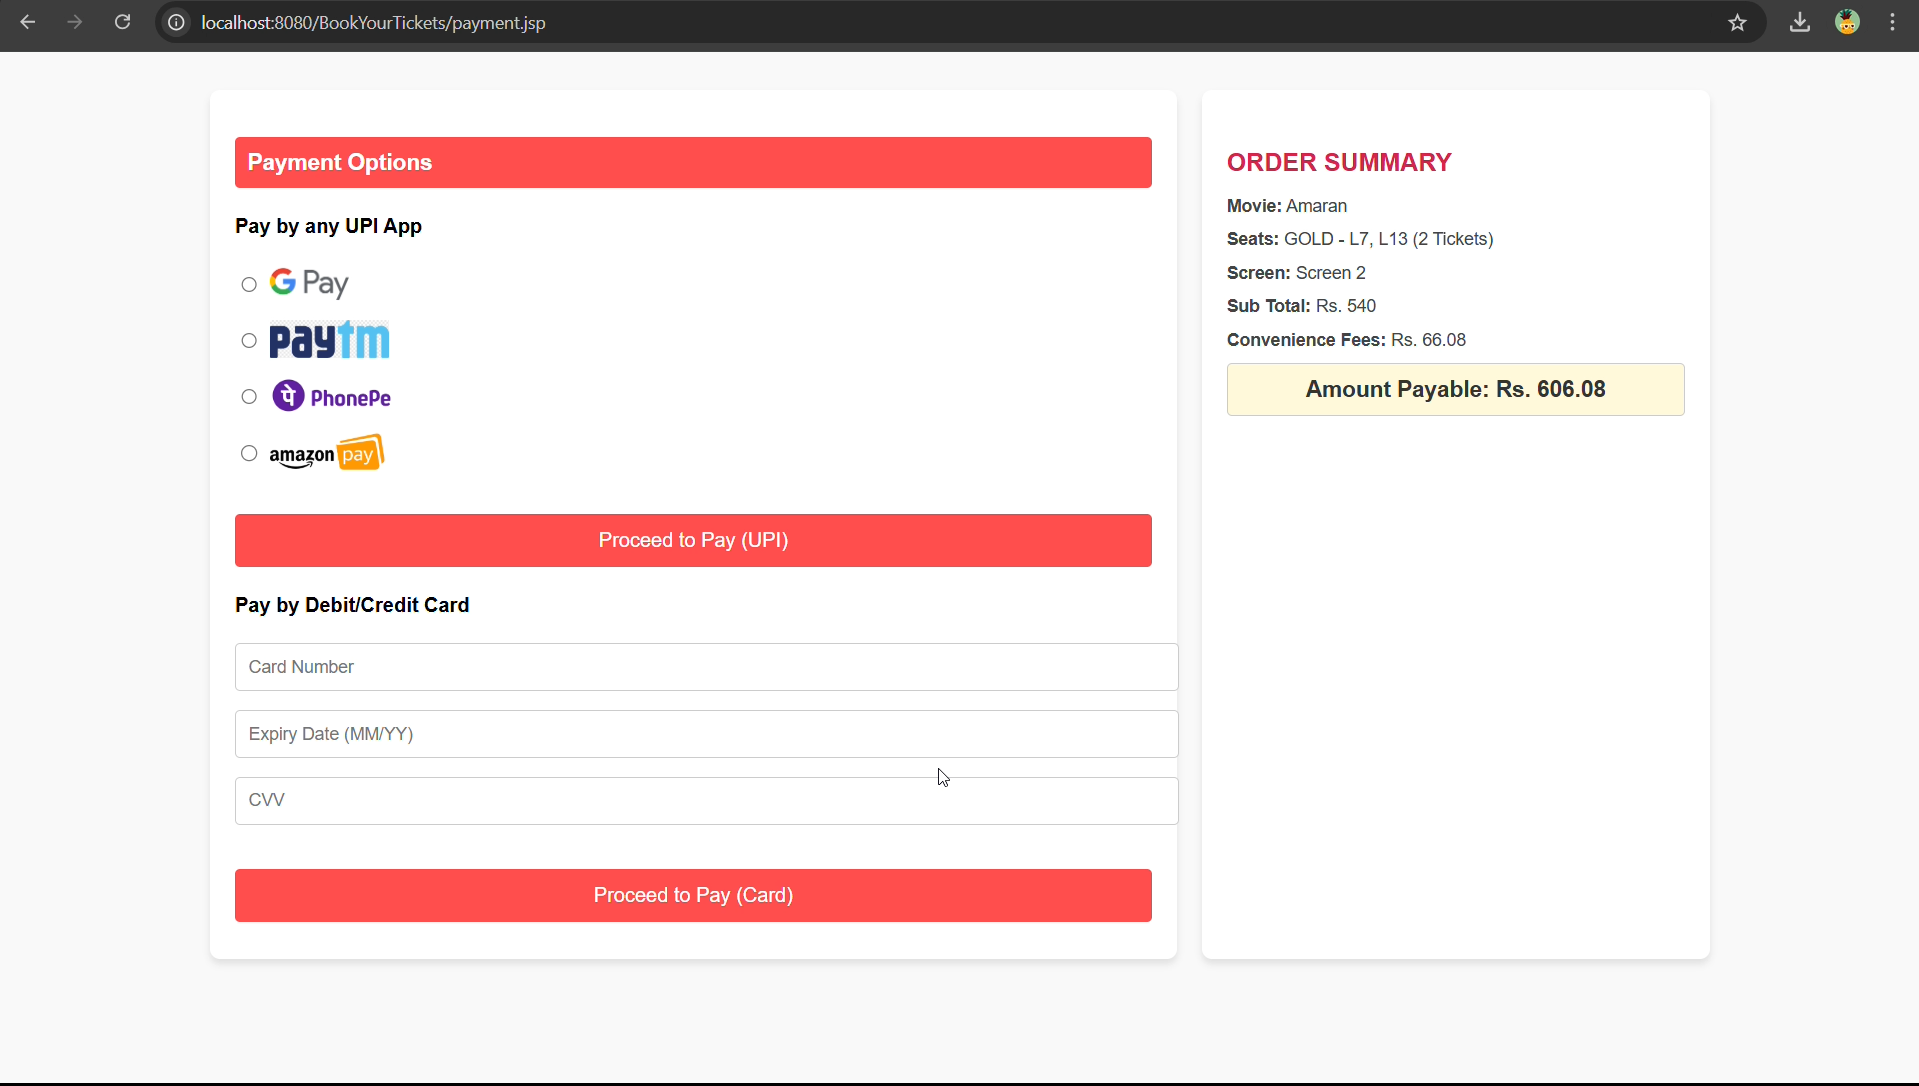 localhost:8080/BookYourTickets/payment.jsp
Payment Options
Pay by any UPI App
G Pay
paytm
पे PhonePe
amazon pay
Proceed to Pay (UPI)
Pay by Debit/Credit Card
Card Number
Expiry Date (MM/YY)
CVV
Proceed to Pay (Card)
ORDER SUMMARY
Movie: Amaran
Seats: GOLD - L7, L13 (2 Tickets)
Screen: Screen 2
Sub Total: Rs. 540
Convenience Fees: Rs. 66.08
Amount Payable: Rs. 606.08